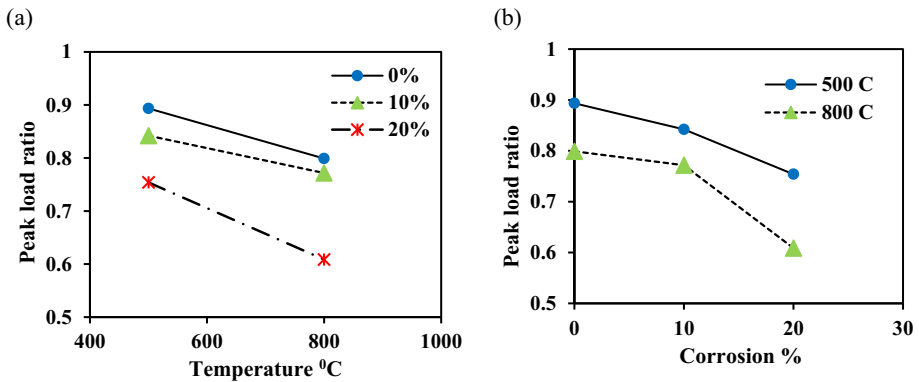 (a)
Peak load ratio
1
0.9
0.8
0.7
0.6
0.5
400
600
800
1000
Temperature ⁰C
0%
10%
20%
(b)
Peak load ratio
1
0.9
0.8
0.7
0.6
0.5
0
10
20
30
Corrosion %
500 C
800 C